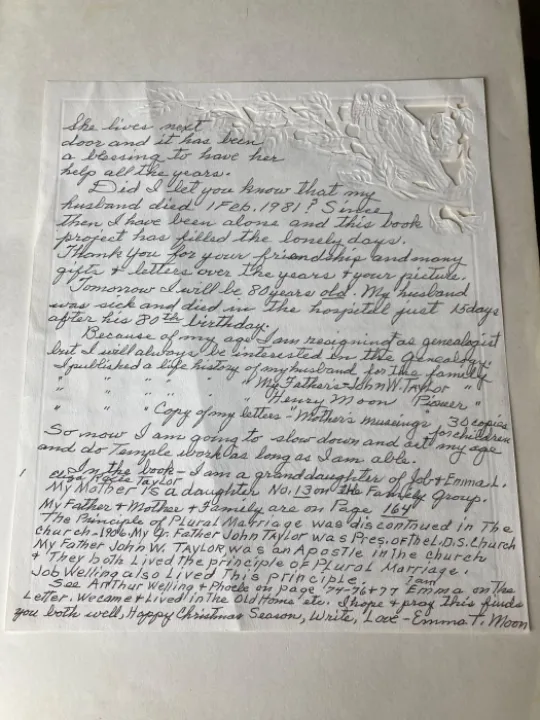 She lives next
door and it has been
a blessing to have her
help all the years.
Did I let you know that my
husband died 1 Feb, 1981? Since
then I have been alone and this book
project has filled the lonely days.
Thank you for your friendship and many
gifts + letters over the years + your picture.
Tomorrow I will be 80 years old. My husband
was sick and died in the hospital just 15 days
after his 80th birthday.
Because of my age I am resigning as genealogist
but I will always be interested in the genealogy.
I published a life history of my husband for the family
" " " " " " My Father - John W. Taylor "
" " " " " Henry Moon "Pioneer"
" " " Copy of my letters - "Mother's musings" 30 copies
for children
So now I am going to slow down and act my age
and do Temple work as long as I am able.
In the book - I am a granddaughter of Job + Emma L.
Taylor
My Mother is a daughter No. 13 on the Family Group.
My Father + Mother + Family are on Page 164
The Principle of Plural Marriage was discontinued in the
church - 1906. My G. Father John Taylor was Pres. of the L.D.S. Church
My Father John W. Taylor, was an Apostle in the church
+ They both Lived the principle of Plural Marriage.
Job Welling also Lived This principle.
I am
See Arthur Welling + Phoebe on page 74-76+77 Emma on The
Letter. We came + Lived in the Old Home etc. I hope + pray this finds
you both well, Happy Christmas Season, Write, Love - Emma T. Moon